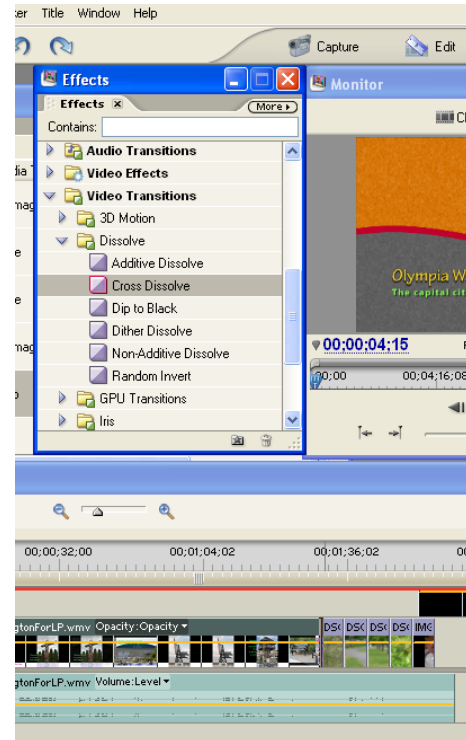 Title Window Help
Capture
Edit
Effects
Monitor
Effects
More
Contains:
Audio Transitions
Video Effects
Video Transitions
3D Motion
Dissolve
Additive Dissolve
Cross Dissolve
Dip to Black
Dither Dissolve
Non-Additive Dissolve
Random Invert
GPU Transitions
Iris
Olympia W
The capital cit
00;00;04;15
00;00
00;04;16;08
00;00;32;00
00;01;04;02
00;01;36;02
gtonForLP.wmv Opacity:Opacity
DSC DSC DSC DSC IMG
gtonForLP.wmv Volume:Level